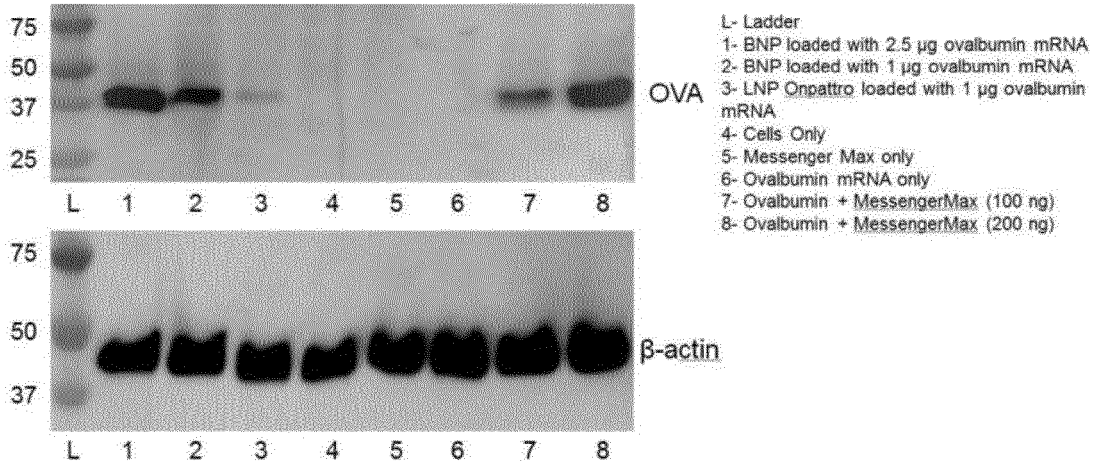 75
50
37
25
OVA
L 1 2 3 4 5 6 7 8
L- Ladder
1- BNP loaded with 2.5 µg ovalbumin mRNA
2- BNP loaded with 1 µg ovalbumin mRNA
3- LNP Onpattro loaded with 1 µg ovalbumin
mRNA
4- Cells Only
5- Messenger Max only
6- Ovalbumin mRNA only
7- Ovalbumin + MessengerMax (100 ng)
8- Ovalbumin + MessengerMax (200 ng)
75
50
37
β-actin
L 1 2 3 4 5 6 7 8